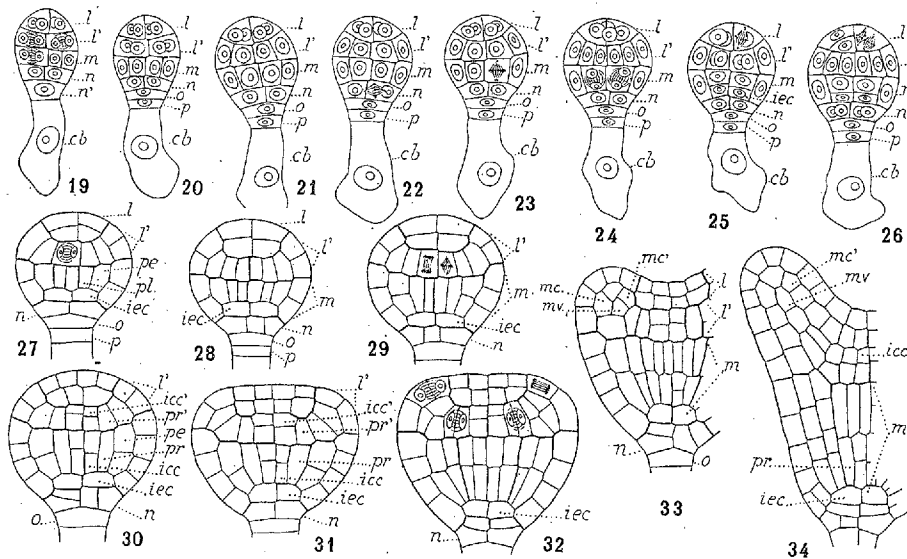 l l' m n n' cb 19
l l' m n o p cb 20
l l' m n o p cb 21
l l' m n o p cb 22
l l' m n o p cb 23
l l' m n o p cb 24
l l' m iec n o p cb 25
l m n o p cb 26
l l' pe pl iec n o p 27
l' m iec n o p 28
l' m iec n 29
l' icc' pr' pe pr icc iec n o 30
l' icc' pr' pr icc iec n 31
iec n 32
mc mc' mv l l' m n o 33
mc' mv icc m pr iec 34